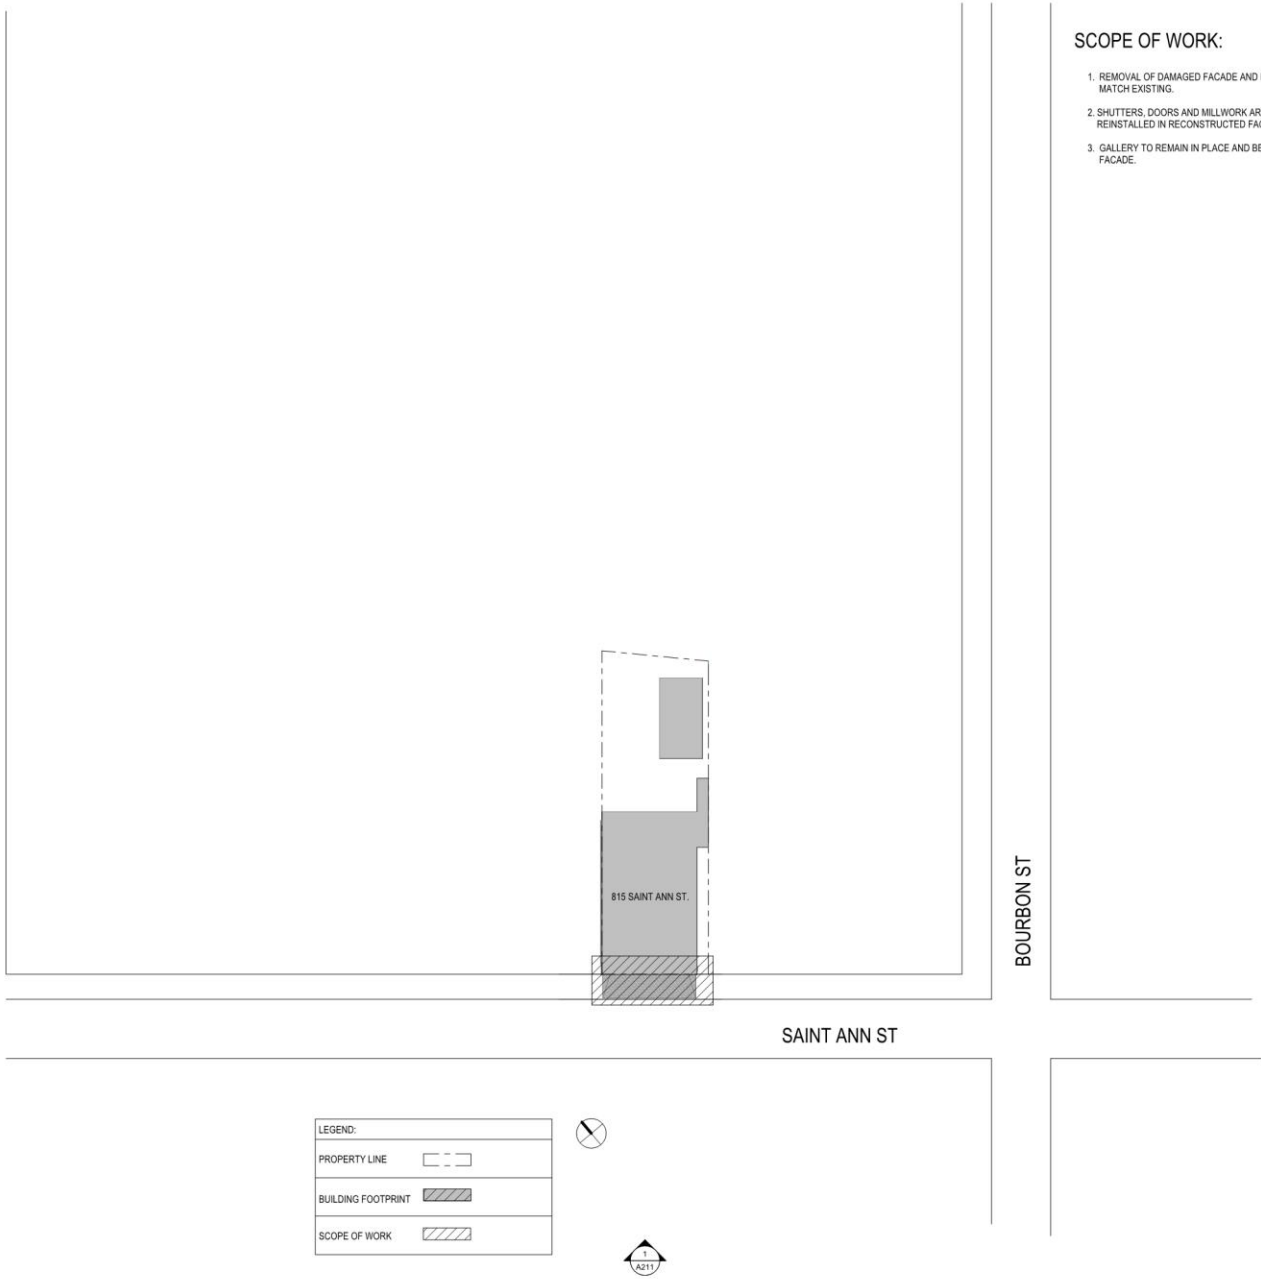 SCOPE OF WORK:
1. REMOVAL OF DAMAGED FACADE AND
MATCH EXISTING.
2. SHUTTERS, DOORS AND MILLWORK AR
REINSTALLED IN RECONSTRUCTED FA
3. GALLERY TO REMAIN IN PLACE AND BE
FACADE.
815 SAINT ANN ST.
BOURBON ST
SAINT ANN ST
LEGEND:
PROPERTY LINE
BUILDING FOOTPRINT
SCOPE OF WORK
1
A211